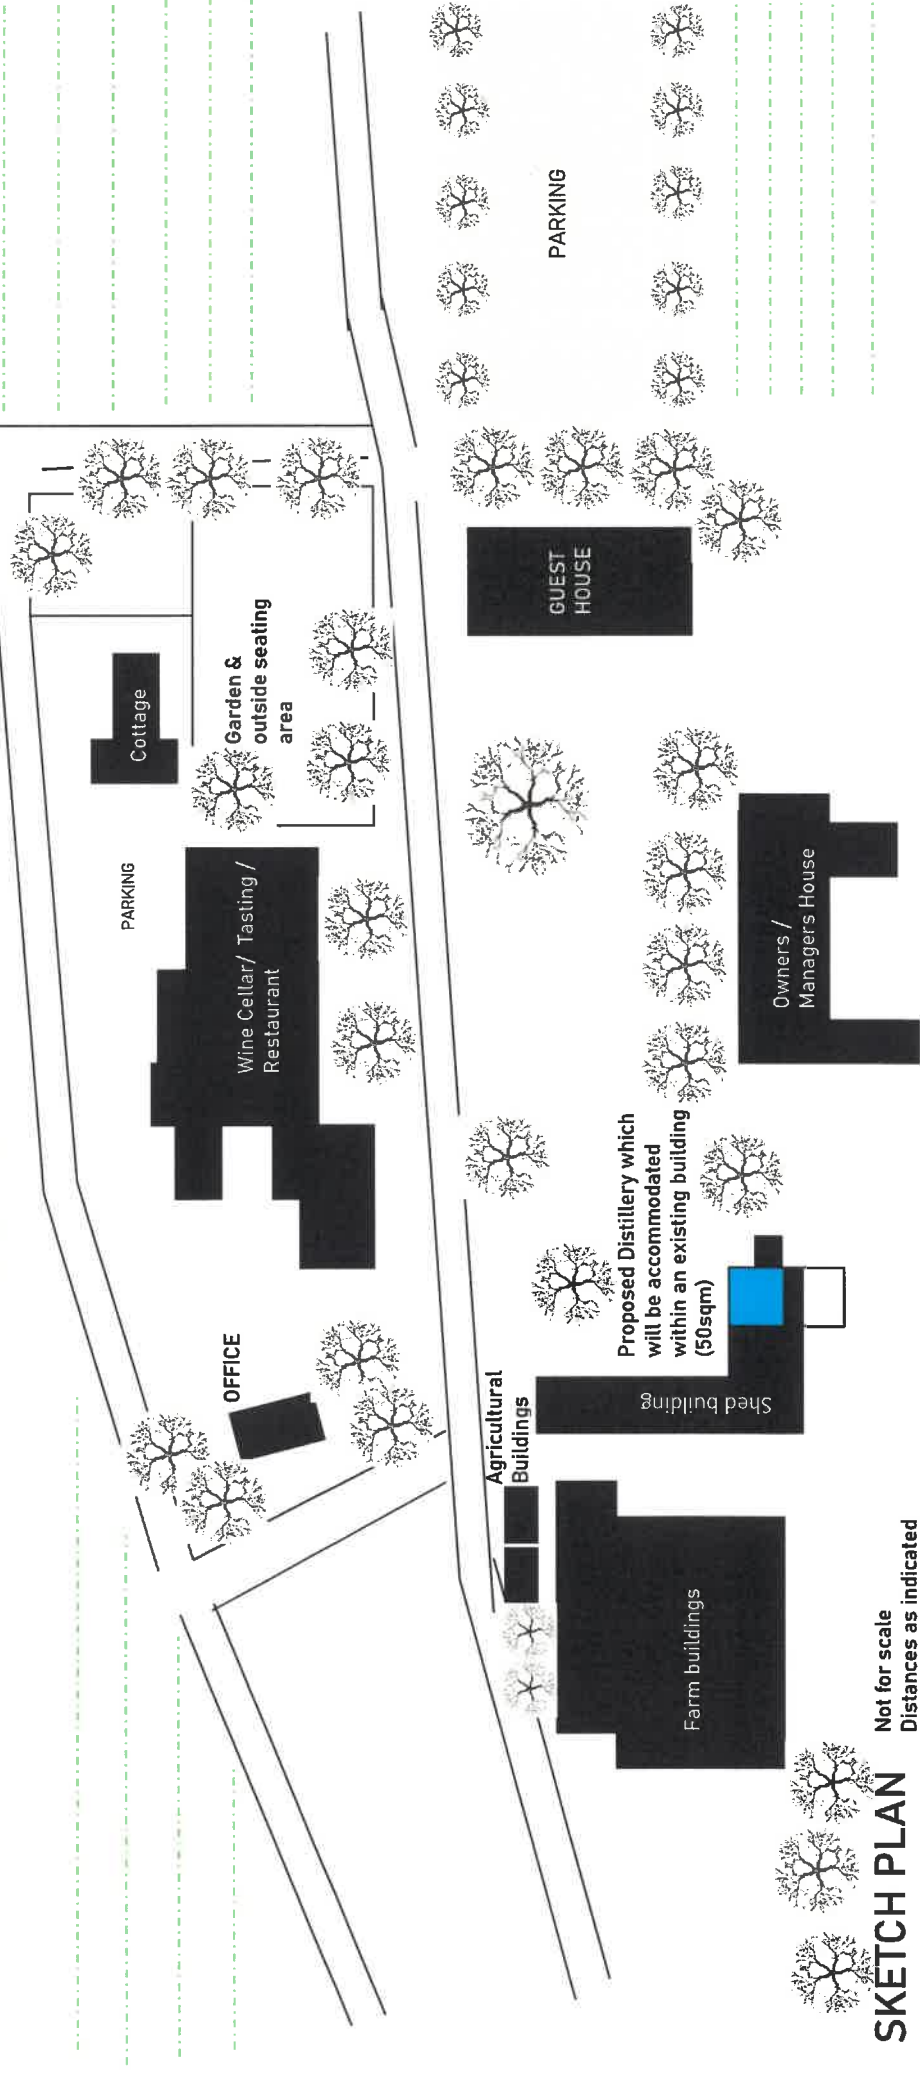 PARKING
Cottage
Garden &
outside seating
area
PARKING
Wine Cellar/ Tasting /
Restaurant
GUEST
HOUSE
OFFICE
Owners /
Managers House
Proposed Distillery which
will be accommodated
within an existing building
(50sqm)
Agricultural
Buildings
Shed building
Farm buildings
SKETCH PLAN
Not for scale
Distances as indicated